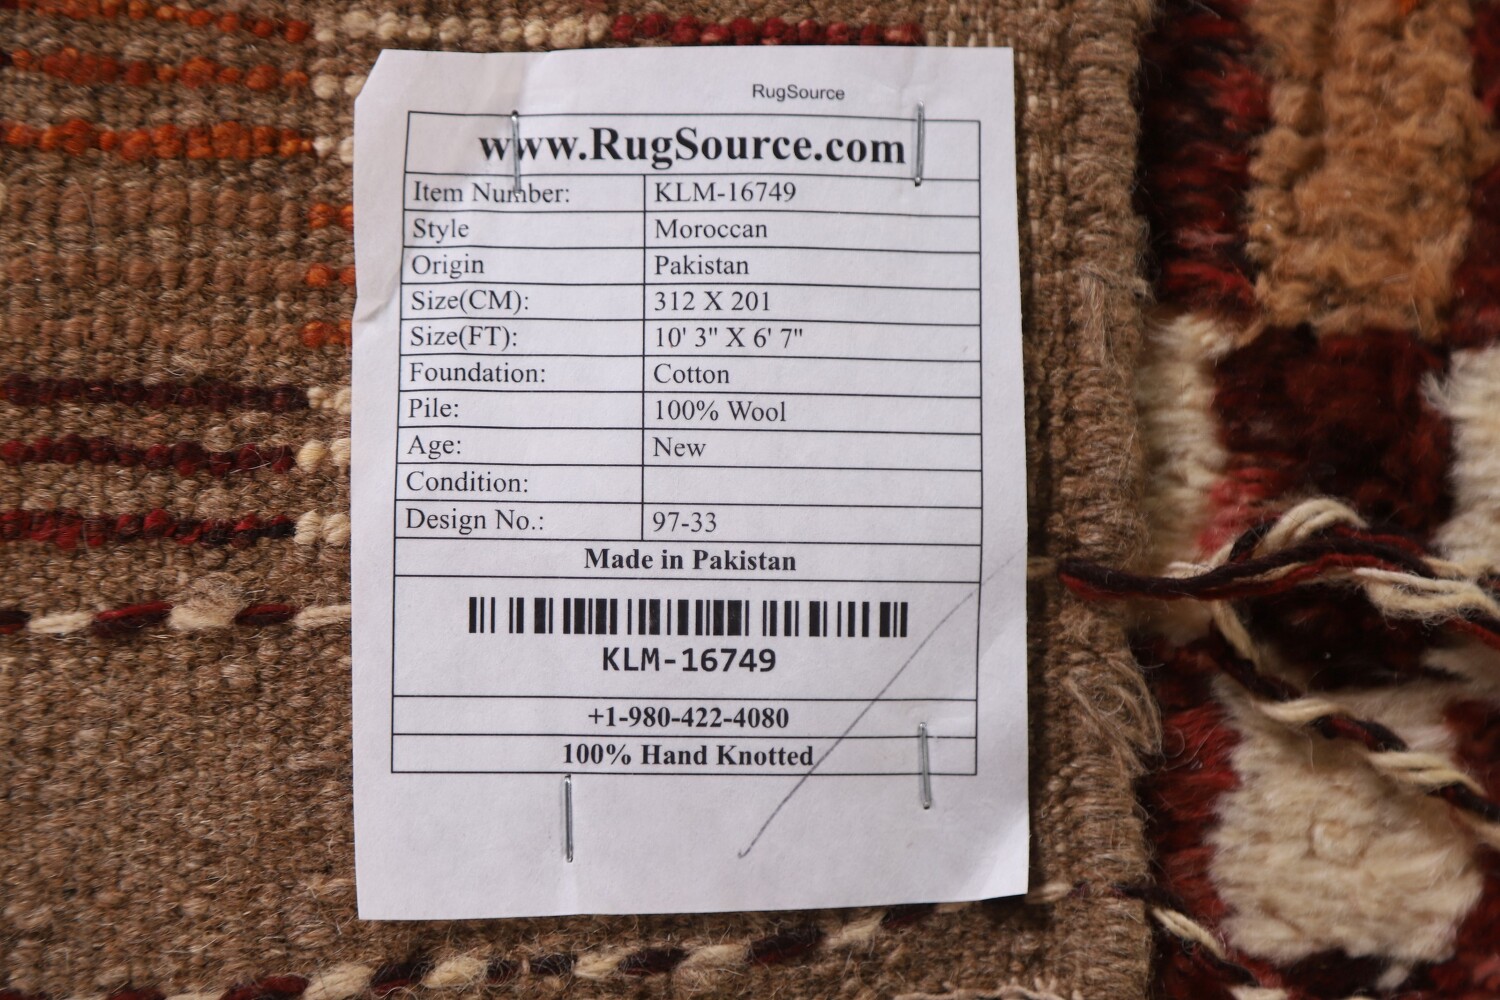 RugSource
www.RugSource.com
Item Number: KLM-16749
Style Moroccan
Origin Pakistan
Size(CM): 312 X 201
Size(FT): 10' 3" X 6' 7"
Foundation: Cotton
Pile: 100% Wool
Age: New
Condition:
Design No.: 97-33
Made in Pakistan
KLM-16749
+1-980-422-4080
100% Hand Knotted